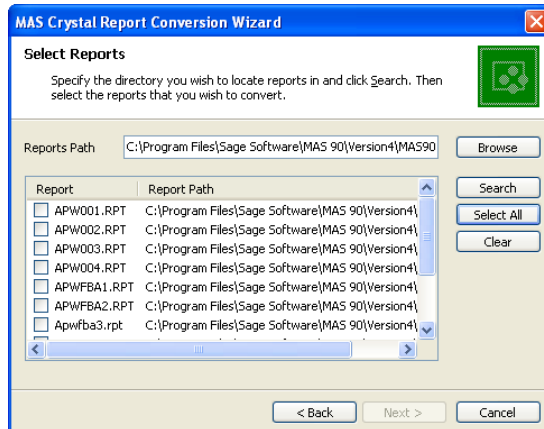 MAS Crystal Report Conversion Wizard
Select Reports
Specify the directory you wish to locate reports in and click Search. Then
select the reports that you wish to convert.
Reports Path C:\Program Files\Sage Software\MAS 90\Version4\MAS90 Browse
Report Report Path Search
APW001.RPT C:\Program Files\Sage Software\MAS 90\Version4\ Select All
APW002.RPT C:\Program Files\Sage Software\MAS 90\Version4\
APW003.RPT C:\Program Files\Sage Software\MAS 90\Version4\ Clear
APW004.RPT C:\Program Files\Sage Software\MAS 90\Version4\
APWFBA1.RPT C:\Program Files\Sage Software\MAS 90\Version4\
APWFBA2.RPT C:\Program Files\Sage Software\MAS 90\Version4\
Apwfba3.rpt C:\Program Files\Sage Software\MAS 90\Version4\
< Back Next > Cancel